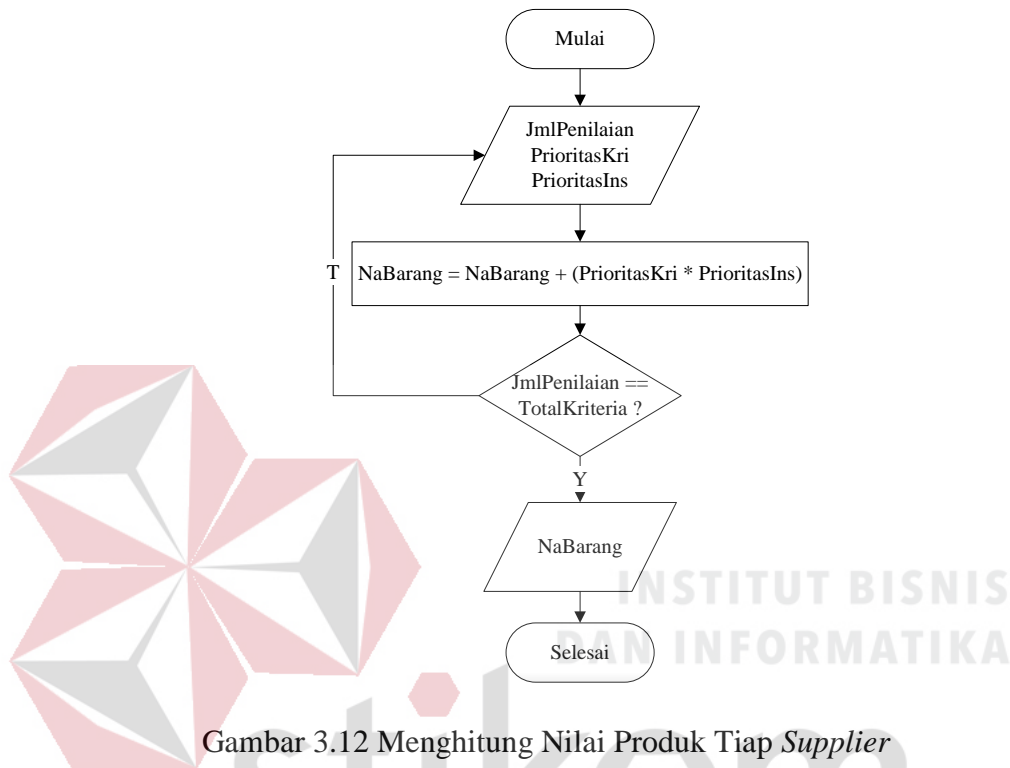 Mulai
JmlPenilaian
PrioritasKri
PrioritasIns
T
NaBarang = NaBarang + (PrioritasKri * PrioritasIns)
JmlPenilaian ==
TotalKriteria ?
Y
NaBarang
INSTITUT BISNIS
DAN INFORMATIKA
Selesai
stikom
Gambar 3.12 Menghitung Nilai Produk Tiap Supplier